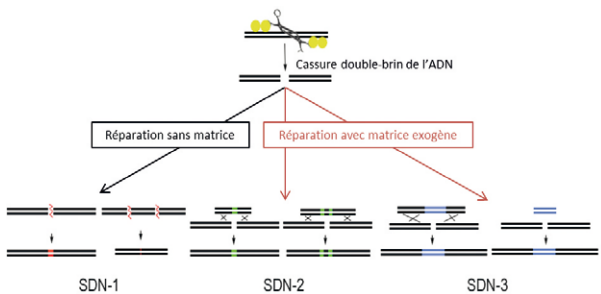 Cassure double-brin de l'ADN
Réparation sans matrice
Réparation avec matrice exogène
SDN-1
SDN-2
SDN-3